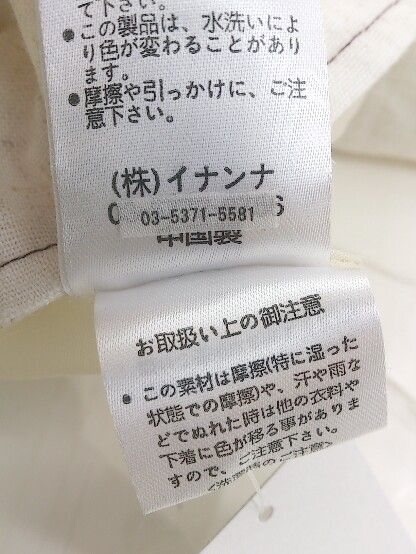 て下さい。
●この製品は、水洗いによ
り色が変わることがあり
ます。
●摩擦や引っかけに、ご注
意下さい。
(株)イナンナ
03-5371-5581
中国製
お取扱い上の御注意
●この素材は摩擦(特に湿った
状態での摩擦)や、汗や雨な
どでぬれた時は他の衣料や
下着に色が移る事がありま
すので、ご注意下さい。